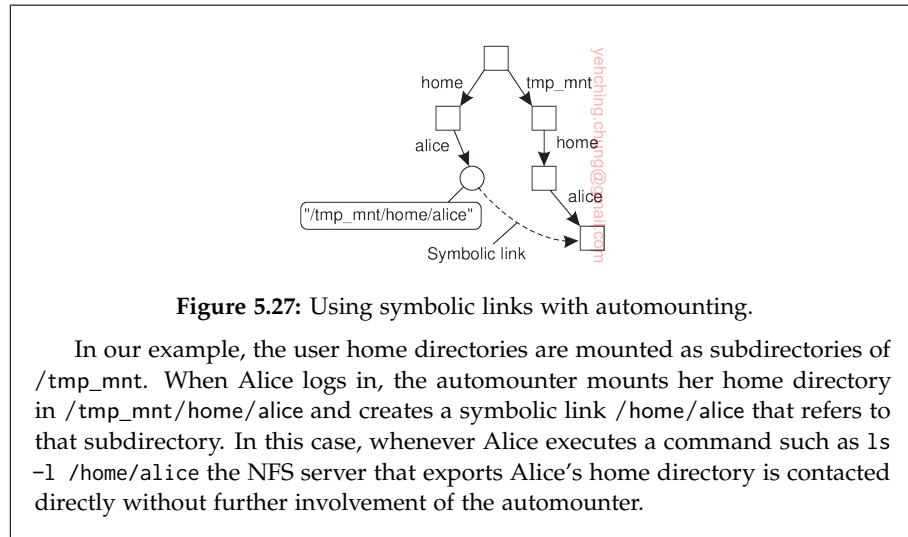 home
tmp_mnt
alice
home
alice
"/tmp_mnt/home/alice"
Symbolic link
yehching.chung@gmail.com
Figure 5.27: Using symbolic links with automounting.
In our example, the user home directories are mounted as subdirectories of
/tmp_mnt. When Alice logs in, the automounter mounts her home directory
in /tmp_mnt/home/alice and creates a symbolic link /home/alice that refers to
that subdirectory. In this case, whenever Alice executes a command such as ls
-l /home/alice the NFS server that exports Alice's home directory is contacted
directly without further involvement of the automounter.